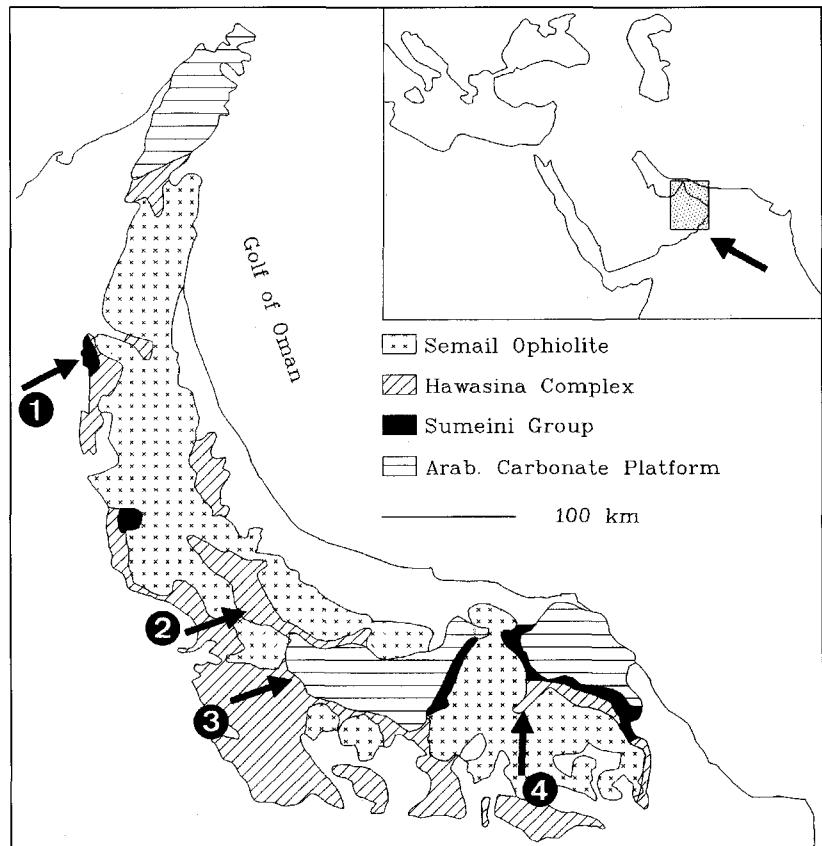 Golf of Oman
Semail Ophiolite
Hawasina Complex
Sumeini Group
Arab. Carbonate Platform
100 km
1
2
3
4